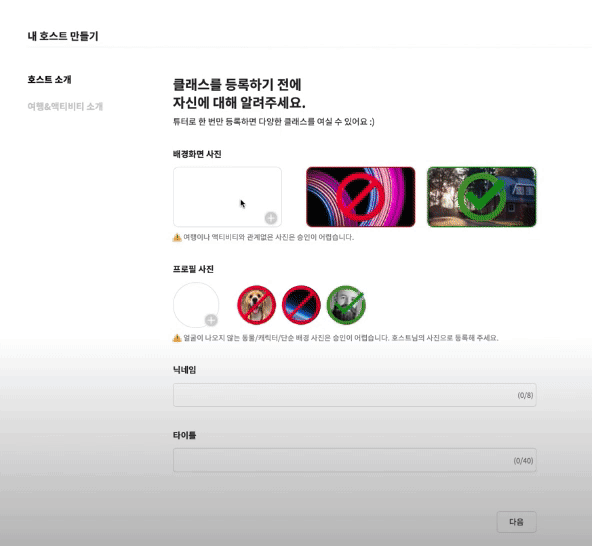 내 호스트 만들기
호스트 소개
여행&액티비티 소개
클래스를 등록하기 전에
자신에 대해 알려주세요.
튜터로 한 번만 등록하면 다양한 클래스를 여실 수 있어요 :)
배경화면 사진
여행이나 액티비티와 관계없은 사진은 승인이 어렵습니다.
프로필 사진
얼굴이 나오지 않는 동물/캐릭터/단순 배경 사진은 승인이 어렵습니다. 호스트님의 사진으로 등록해 주세요.
닉네임
(0/8)
타이틀
(0/40)
다음